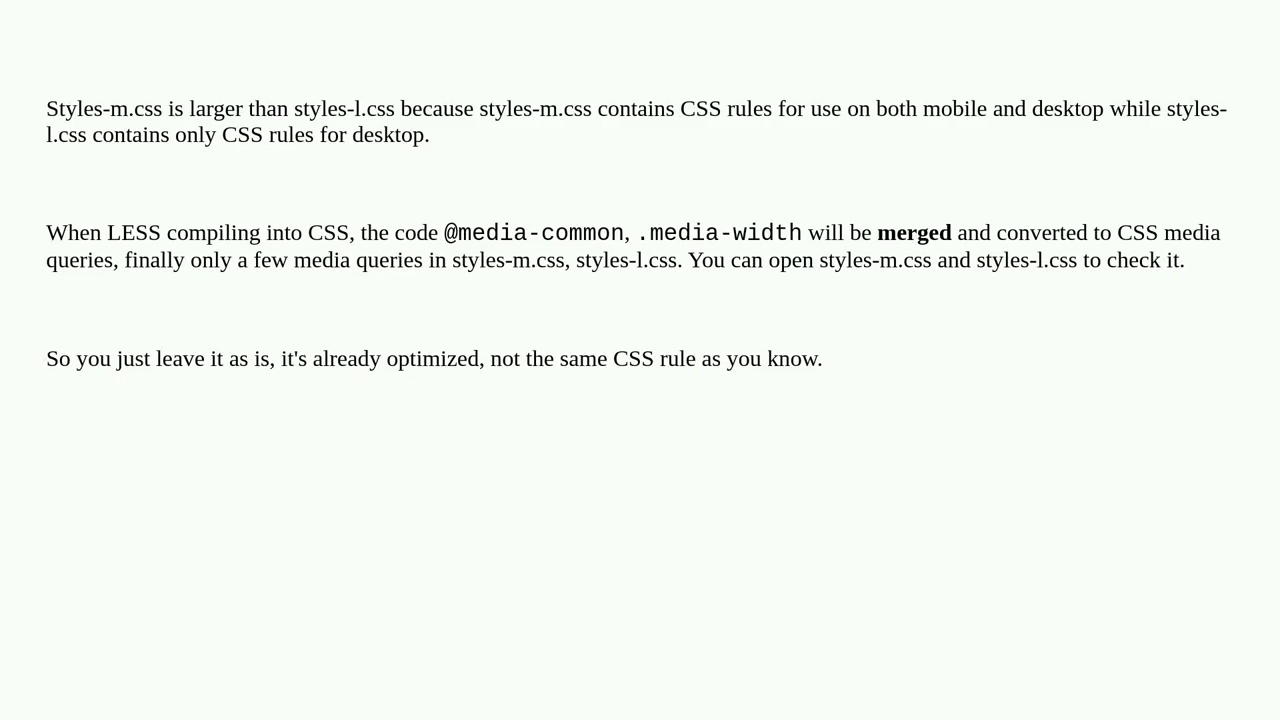 Styles-m.css is larger than styles-l.css because styles-m.css contains CSS rules for use on both mobile and desktop while styles-
l.css contains only CSS rules for desktop.
When LESS compiling into CSS, the code @media-common, .media-width will be merged and converted to CSS media
queries, finally only a few media queries in styles-m.css, styles-l.css. You can open styles-m.css and styles-l.css to check it.
So you just leave it as is, it's already optimized, not the same CSS rule as you know.